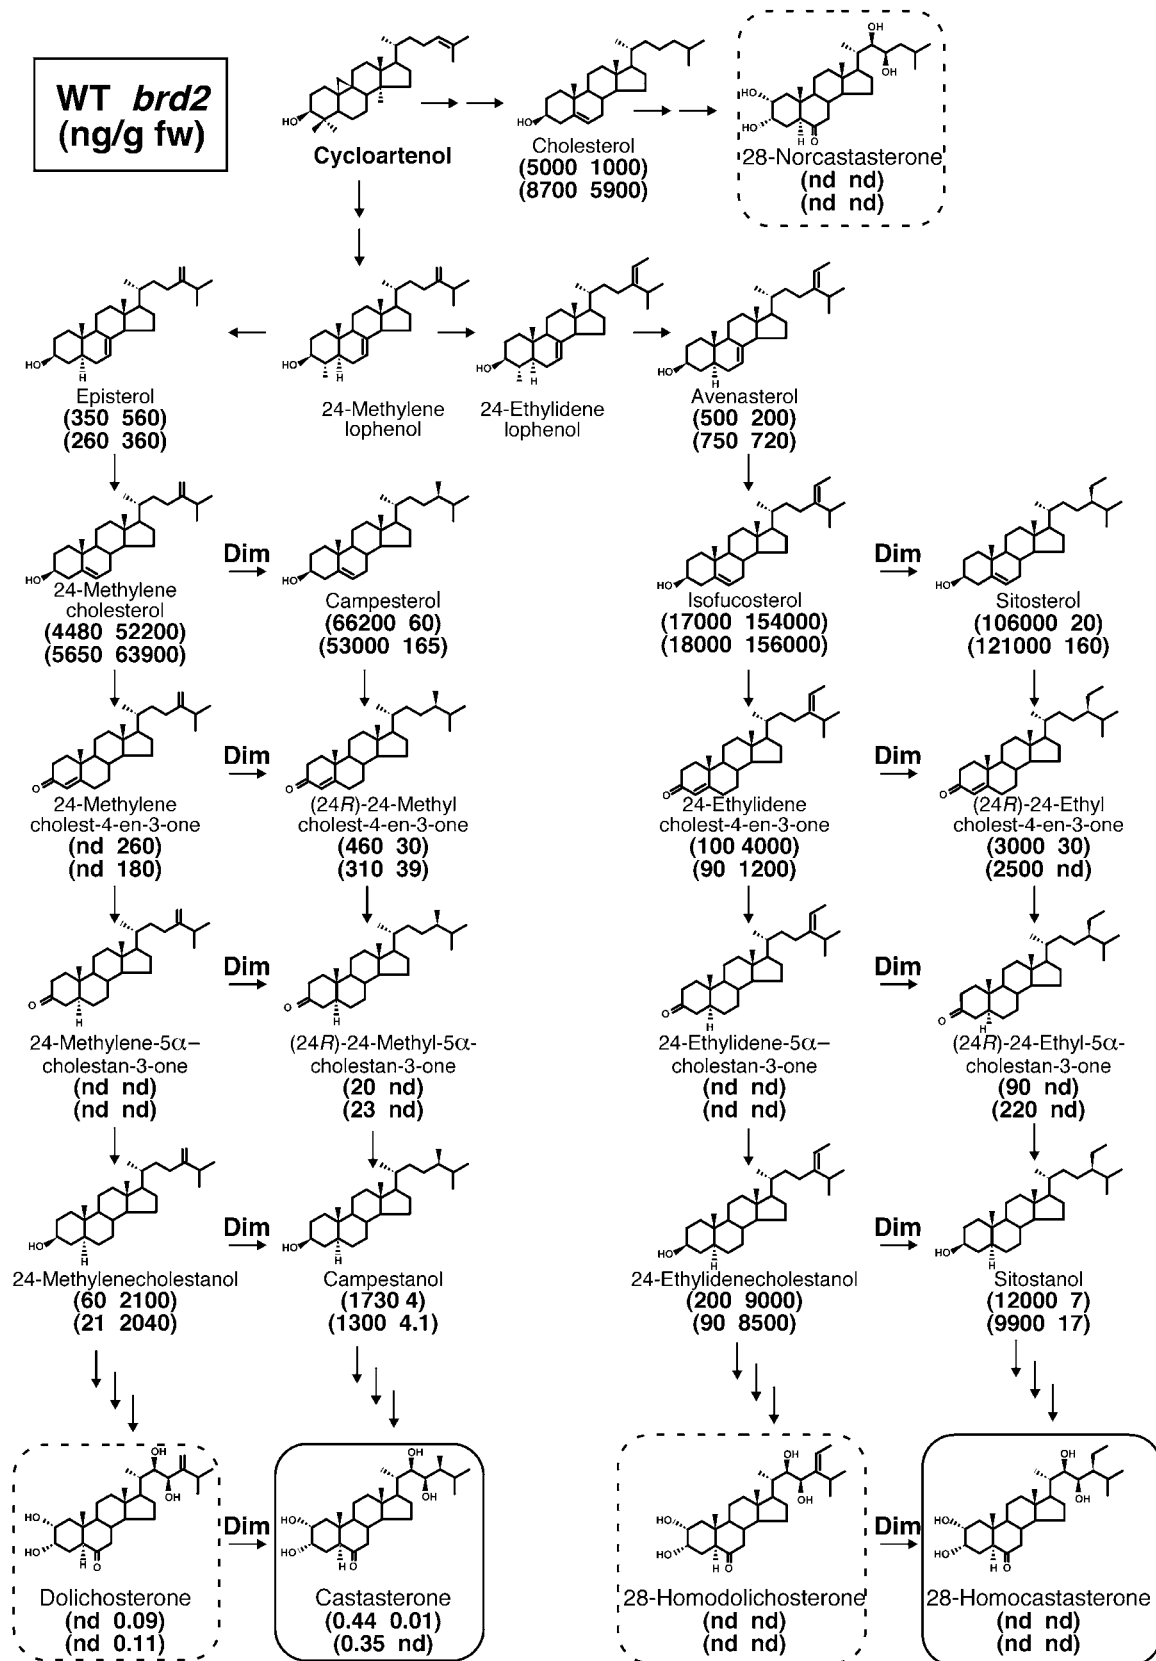 WT brd2
(ng/g fw)
Cycloartenol
Cholesterol
(5000 1000)
(8700 5900)
28-Norcastasterone
(nd nd)
(nd nd)
Episterol
(350 560)
(260 360)
24-Methylene
lophenol
24-Ethylidene
lophenol
Avenasterol
(500 200)
(750 720)
24-Methylene
cholesterol
(4480 52200)
(5650 63900)
Dim
Campesterol
(66200 60)
(53000 165)
Isofucosterol
(17000 154000)
(18000 156000)
Dim
Sitosterol
(106000 20)
(121000 160)
24-Methylene
cholest-4-en-3-one
(nd 260)
(nd 180)
Dim
(24R)-24-Methyl
cholest-4-en-3-one
(460 30)
(310 39)
24-Ethylidene
cholest-4-en-3-one
(100 4000)
(90 1200)
Dim
(24R)-24-Ethyl
cholest-4-en-3-one
(3000 30)
(2500 nd)
24-Methylene-5α–
cholestan-3-one
(nd nd)
(nd nd)
Dim
(24R)-24-Methyl-5α-
cholestan-3-one
(20 nd)
(23 nd)
24-Ethylidene-5α–
cholestan-3-one
(nd nd)
(nd nd)
Dim
(24R)-24-Ethyl-5α-
cholestan-3-one
(90 nd)
(220 nd)
24-Methylenecholestanol
(60 2100)
(21 2040)
Dim
Campestanol
(1730 4)
(1300 4.1)
24-Ethylidenecholestanol
(200 9000)
(90 8500)
Dim
Sitostanol
(12000 7)
(9900 17)
Dolichosterone
(nd 0.09)
(nd 0.11)
Dim
Castasterone
(0.44 0.01)
(0.35 nd)
28-Homodolichosterone
(nd nd)
(nd nd)
Dim
28-Homocastasterone
(nd nd)
(nd nd)